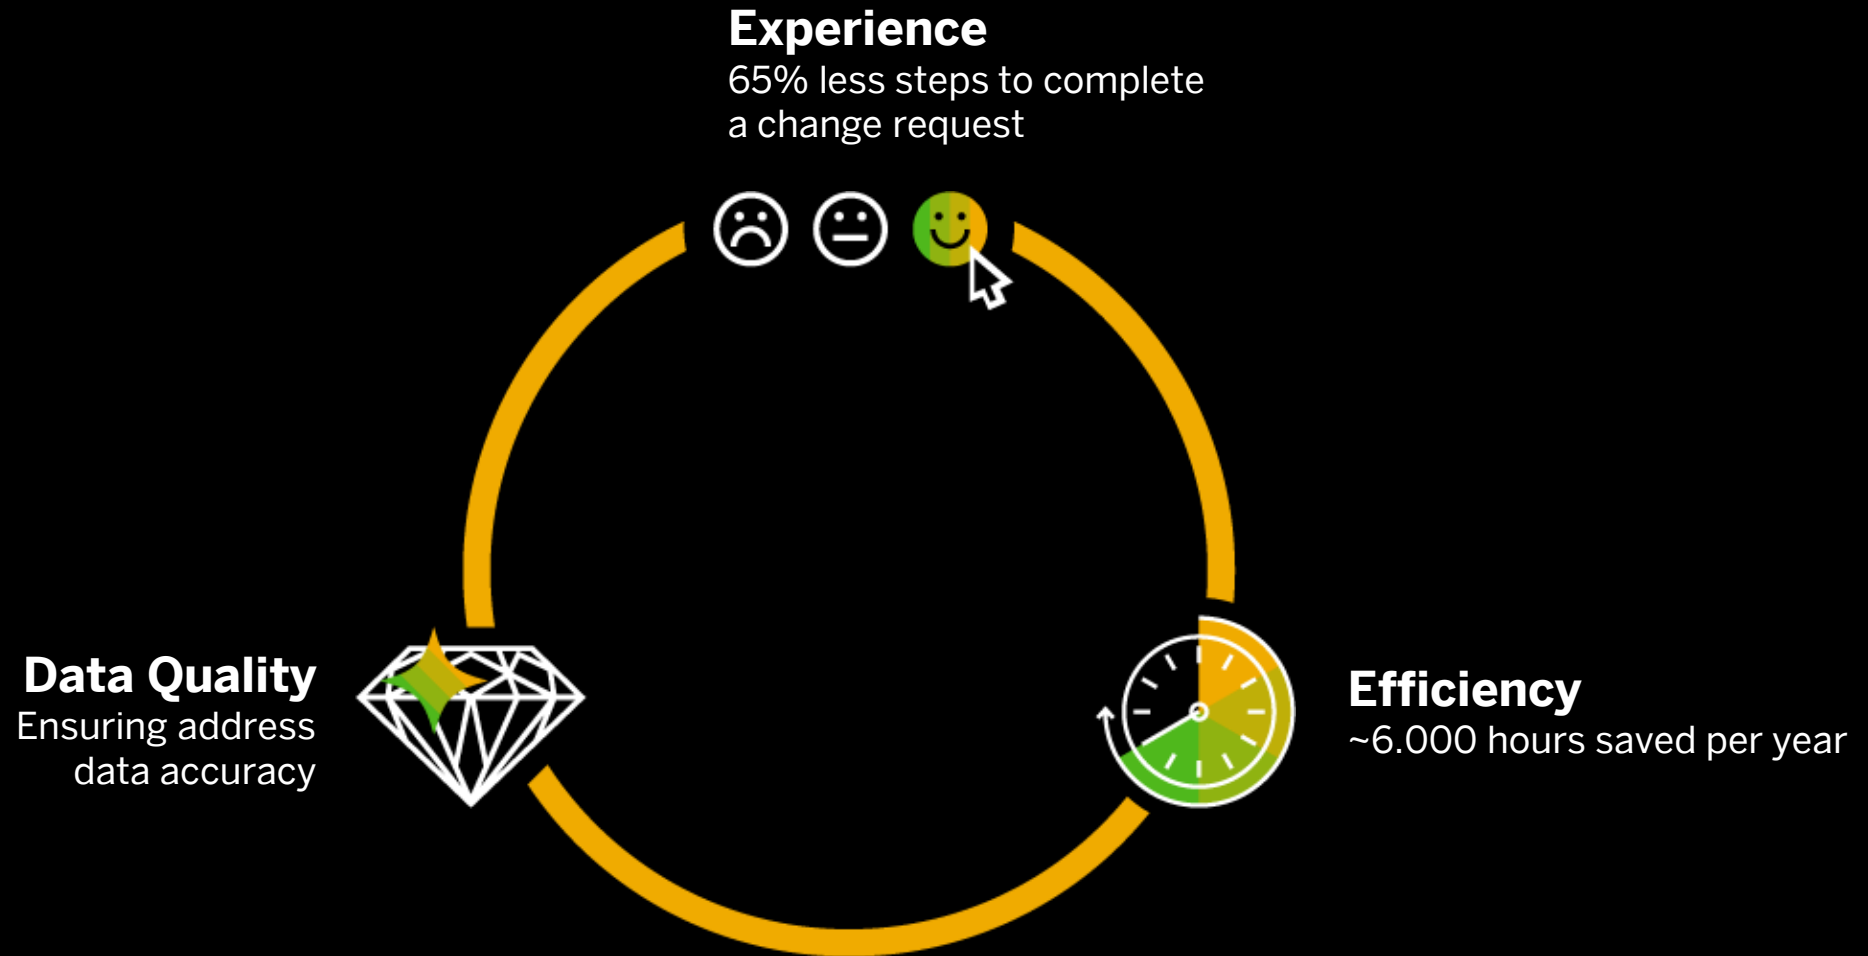 Experience
65% less steps to complete
a change request
Data Quality
Ensuring address
data accuracy
Efficiency
~6.000 hours saved per year